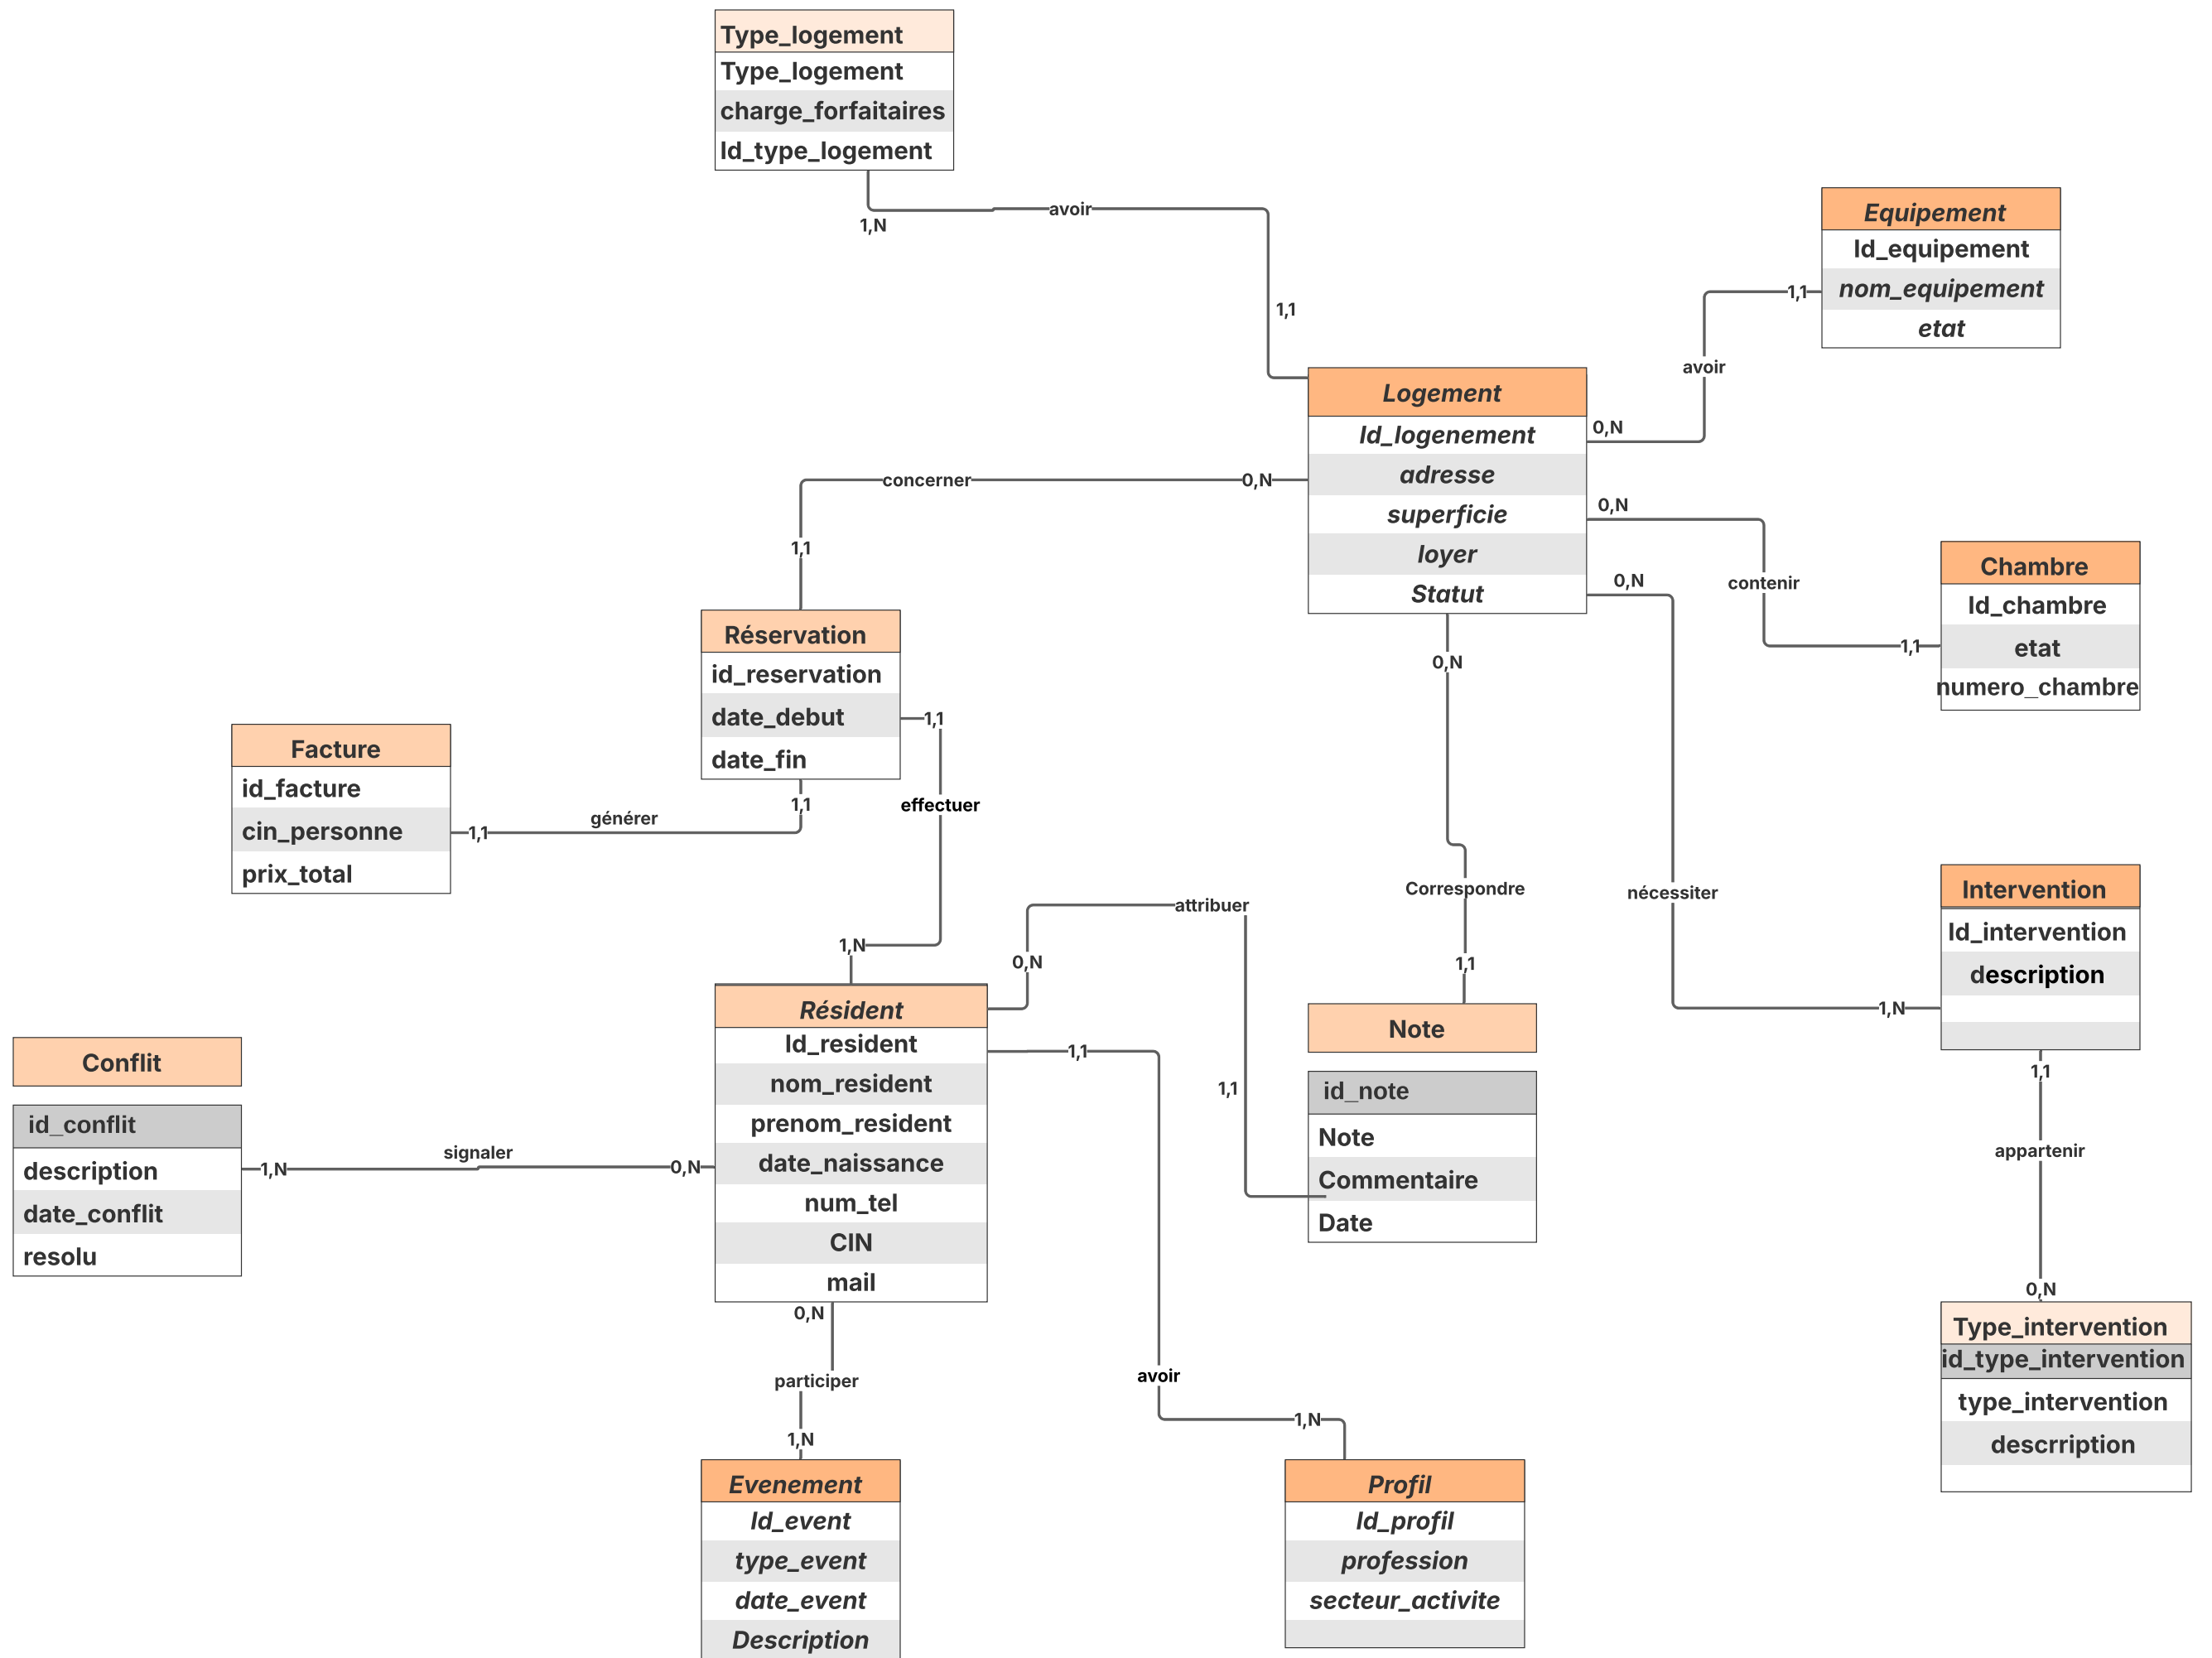 Type_logement
Type_logement
charge_forfaitaires
Id_type_logement
1,N
avoir
1,1
Equipement
Id_equipement
nom_equipement
etat
1,1
avoir
0,N
Logement
Id_logenement
adresse
superficie
loyer
Statut
concerner
0,N
1,1
0,N
contenir
1,1
Chambre
Id_chambre
etat
numero_chambre
0,N
nécessiter
1,N
0,N
Correspondre
1,1
Réservation
id_reservation
date_debut
date_fin
1,1
effectuer
1,N
1,1
générer
1,1
Facture
id_facture
cin_personne
prix_total
Intervention
Id_intervention
description
1,1
appartenir
0,N
Type_intervention
id_type_intervention
type_intervention
descrription
attribuer
0,N
1,1
Résident
Id_resident
nom_resident
prenom_resident
date_naissance
num_tel
CIN
mail
1,1
avoir
1,N
Note
id_note
Note
Commentaire
Date
Conflit
id_conflit
description
date_conflit
resolu
1,N
signaler
0,N
0,N
participer
1,N
Evenement
Id_event
type_event
date_event
Description
Profil
Id_profil
profession
secteur_activite